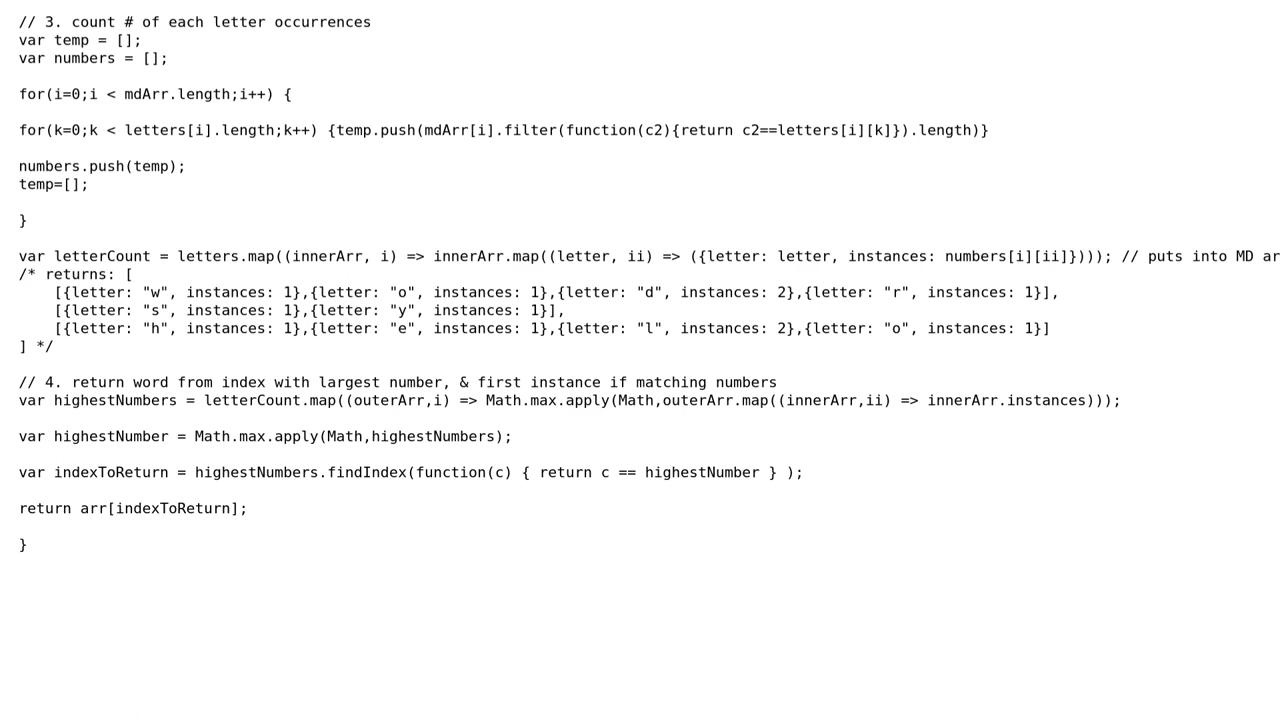 // 3. count # of each letter occurrences
var temp = [];
var numbers = [];
for(i=0;i < mdArr.length;i++) {
for(k=0;k < letters[i].length;k++) {temp.push(mdArr[i].filter(function(c2){return c2==letters[i][k]}).length)}
numbers.push(temp);
temp=[];
}
var letterCount = letters.map((innerArr, i) => innerArr.map((letter, ii) => ({letter: letter, instances: numbers[i][ii]}))); // puts into MD ar
/* returns: [
    [{letter: "w", instances: 1},{letter: "o", instances: 1},{letter: "d", instances: 2},{letter: "r", instances: 1}],
    [{letter: "s", instances: 1},{letter: "y", instances: 1}],
    [{letter: "h", instances: 1},{letter: "e", instances: 1},{letter: "l", instances: 2},{letter: "o", instances: 1}]
] */
// 4. return word from index with largest number, & first instance if matching numbers
var highestNumbers = letterCount.map((outerArr,i) => Math.max.apply(Math,outerArr.map((innerArr,ii) => innerArr.instances)));
var highestNumber = Math.max.apply(Math,highestNumbers);
var indexToReturn = highestNumbers.findIndex(function(c) { return c == highestNumber } );
return arr[indexToReturn];
}